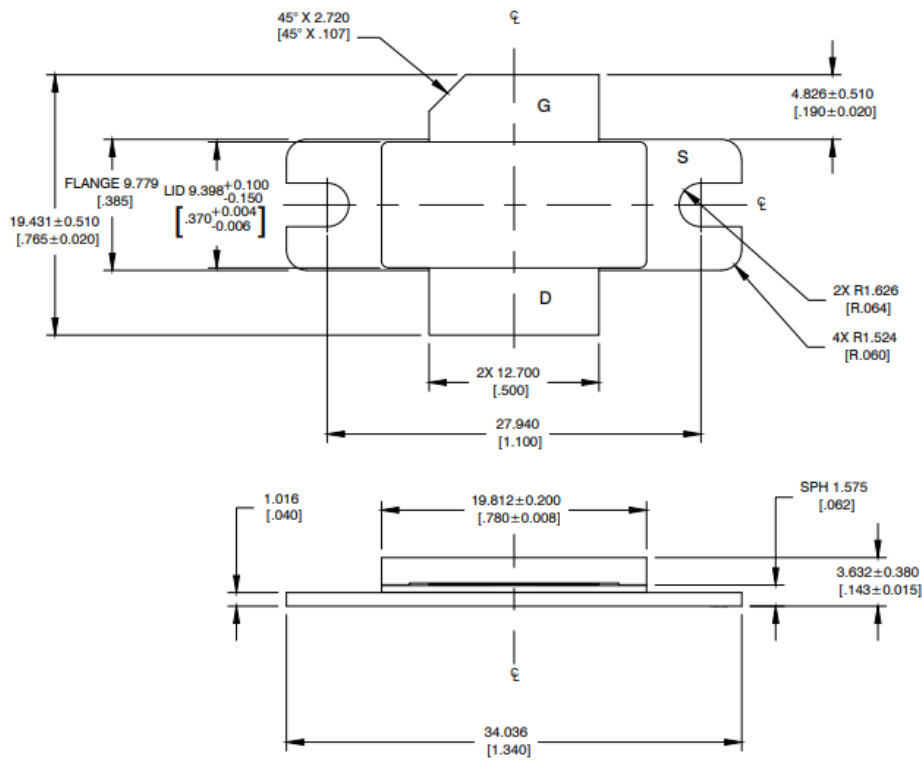 45° X 2.720
[45° X .107]
℄
4.826±0.510
[.190±0.020]
G
S
FLANGE 9.779
[.385]
LID 9.398+0.100
-0.150
[.370+0.004
-0.006]
19.431±0.510
[.765±0.020]
℄
D
2X R1.626
[R.064]
4X R1.524
[R.060]
2X 12.700
[.500]
27.940
[1.100]
1.016
[.040]
19.812±0.200
[.780±0.008]
SPH 1.575
[.062]
3.632±0.380
[.143±0.015]
℄
34.036
[1.340]